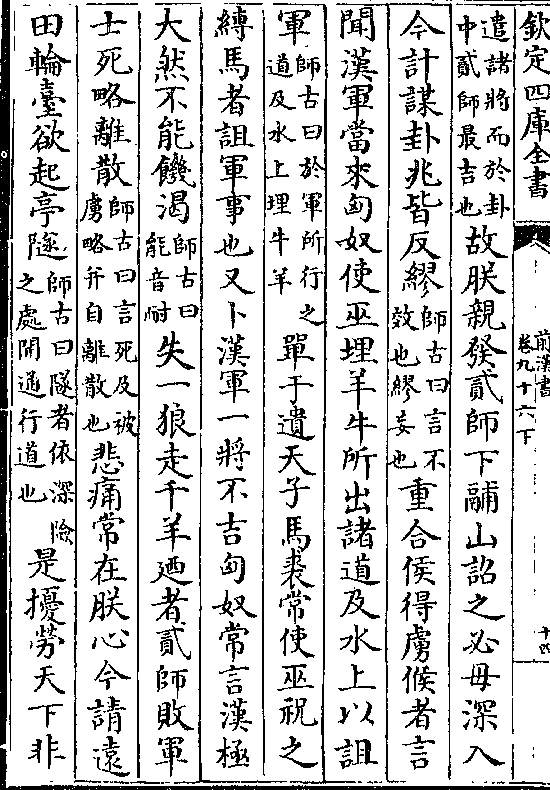 欽定四庫全書
前漢書
卷九十六下
十四
遣諸將而於卦
中貳師最吉也
故朕親發貳師下鬴山詔之必毋深入
今計謀卦兆皆反繆
師古曰言不
效也繆妄也
重合侯得虜候者言
聞漢軍當來匈奴使巫埋羊牛所出諸道及水上以詛
軍
師古曰於軍所行之
道及水上埋牛羊
單于遺天子馬裘常使巫祝之
縳馬者詛軍事也又卜漢軍一將不吉匈奴常言漢極
大然不能饑渴
師古曰
能音耐
失一狼走千羊廼者貳師敗軍
士死略離散
師古曰言死及被
虜略幷自離散也
悲痛常在朕心今請遠
田輪臺欲起亭隧
師古曰隧者依深險
之處開通行道也
是擾勞天下非